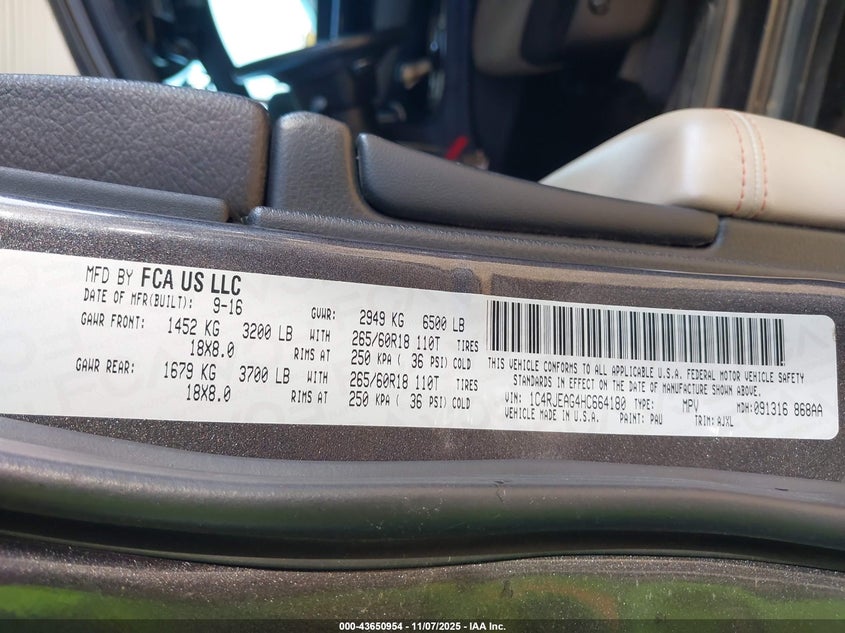 MFD BY FCA US LLC
DATE OF MFR(BUILT): 9-16 GVWR: 2949 KG 6500 LB
GAWR FRONT: 1452 KG 3200 LB WITH 265/60R18 110T TIRES
18X8.0 RIMS AT 250 KPA ( 36 PSI) COLD
GAWR REAR: 1679 KG 3700 LB WITH 265/60R18 110T TIRES
18X8.0 RIMS AT 250 KPA ( 36 PSI) COLD
THIS VEHICLE CONFORMS TO ALL APPLICABLE U.S.A. FEDERAL MOTOR VEHICLE SAFETY
STANDARDS IN EFFECT ON THE DATE OF MANUFACTURE SHOWN ABOVE.
VIN: 1C4RJEAG4HC664180 TYPE: MPV MDH:091316 868AA
VEHICLE MADE IN U.S.A. PAINT: PAU TRIM: AJXL
000-43650954 - 11/07/2025 - IAA Inc.